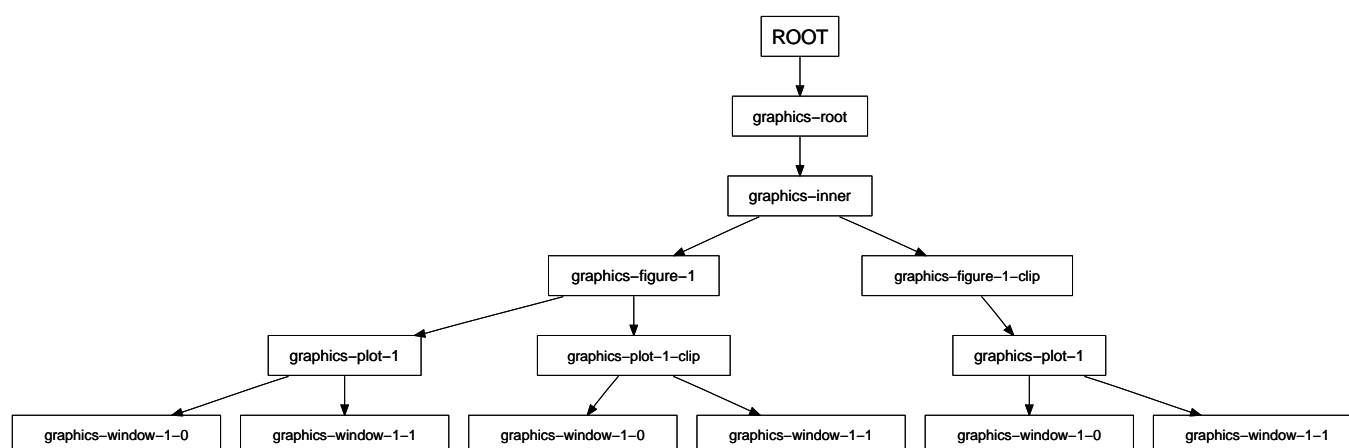 ROOT
graphics−root
graphics−inner
graphics−figure−1
graphics−figure−1−clip
graphics−plot−1
graphics−plot−1−clip
graphics−plot−1
graphics−window−1−0
graphics−window−1−1
graphics−window−1−0
graphics−window−1−1
graphics−window−1−0
graphics−window−1−1